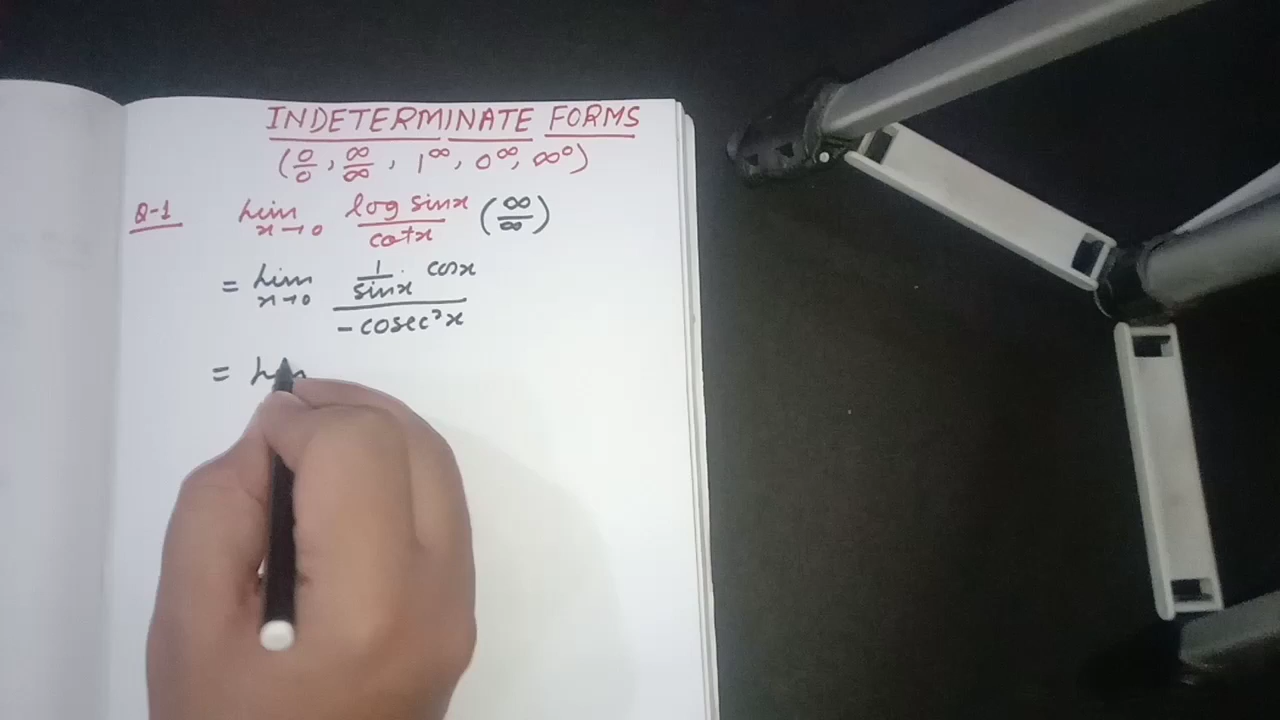 INDETERMINATE FORMS
(0/0, ∞/∞, 1^∞, 0^∞, ∞^0)
Q-1 lim x→0 log sinx / cotx (∞/∞)
= lim x→0 1/sinx · cosx / -cosec²x
= lim